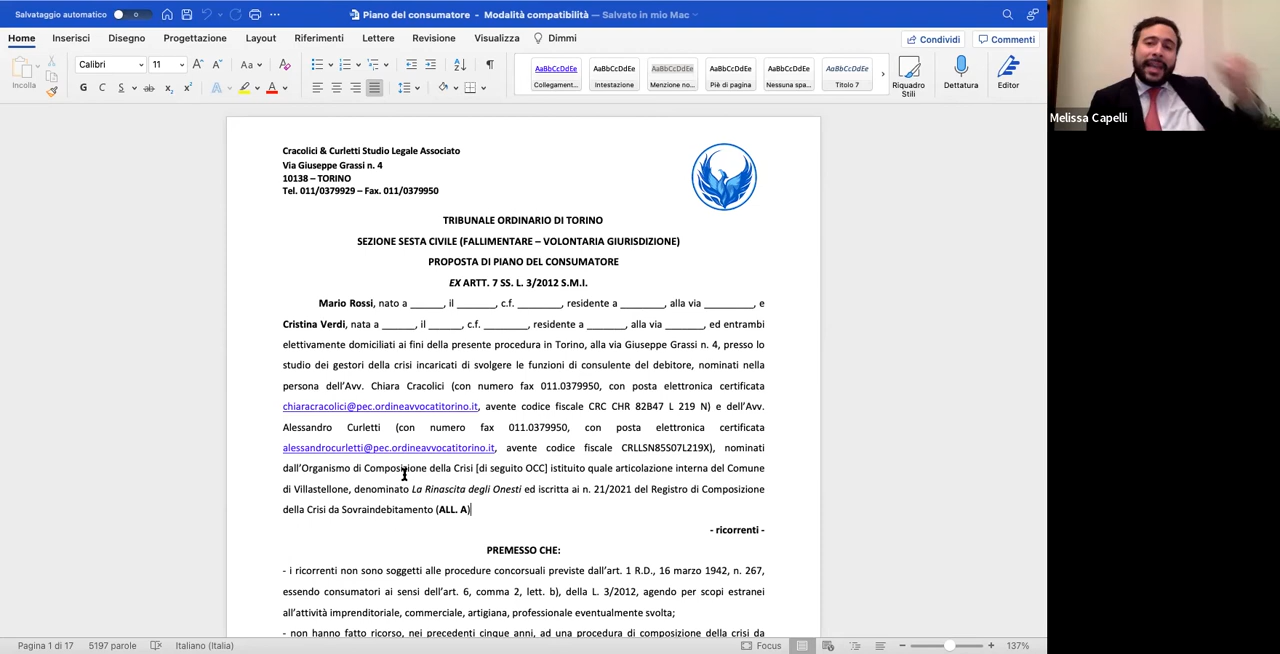 Salvataggio automatico
Piano del consumatore - Modalità compatibilità — Salvato in mio Mac
Home Inserisci Disegno Progettazione Layout Riferimenti Lettere Revisione Visualizza Dimmi Condividi Commenti
Incolla
Calibri 11
G C S ab x₂ x²
AaBbCcDdEe AaBbCcDdEe AaBbCcDdEe AaBbCcDdEe AaBbCcDdEe AaBbCcDdEe
Collegament... Intestazione Menzione no... Piè di pagina Nessuna spa... Titolo 7
Riquadro Stili
Dettatura
Editor
Melissa Capelli
Cracolici & Curletti Studio Legale Associato
Via Giuseppe Grassi n. 4
10138 – TORINO
Tel. 011/0379929 – Fax. 011/0379950
TRIBUNALE ORDINARIO DI TORINO
SEZIONE SESTA CIVILE (FALLIMENTARE – VOLONTARIA GIURISDIZIONE)
PROPOSTA DI PIANO DEL CONSUMATORE
EX ARTT. 7 SS. L. 3/2012 S.M.I.
Mario Rossi, nato a ______, il _______, c.f. ________, residente a ________, alla via _________, e
Cristina Verdi, nata a ______, il ______, c.f. ________, residente a _______, alla via _______, ed entrambi
elettivamente domiciliati ai fini della presente procedura in Torino, alla via Giuseppe Grassi n. 4, presso lo
studio dei gestori della crisi incaricati di svolgere le funzioni di consulente del debitore, nominati nella
persona dell’Avv. Chiara Cracolici (con numero fax 011.0379950, con posta elettronica certificata
chiaracracolici@pec.ordineavvocatitorino.it, avente codice fiscale CRC CHR 82B47 L 219 N) e dell’Avv.
Alessandro Curletti (con numero fax 011.0379950, con posta elettronica certificata
alessandrocurletti@pec.ordineavvocatitorino.it, avente codice fiscale CRLLSN85S07L219X), nominati
dall’Organismo di Composizione della Crisi [di seguito OCC] istituito quale articolazione interna del Comune
di Villastellone, denominato La Rinascita degli Onesti ed iscritta ai n. 21/2021 del Registro di Composizione
della Crisi da Sovraindebitamento (ALL. A)
- ricorrenti -
PREMESSO CHE:
- i ricorrenti non sono soggetti alle procedure concorsuali previste dall’art. 1 R.D., 16 marzo 1942, n. 267,
essendo consumatori ai sensi dell’art. 6, comma 2, lett. b), della L. 3/2012, agendo per scopi estranei
all’attività imprenditoriale, commerciale, artigiana, professionale eventualmente svolta;
- non hanno fatto ricorso, nei precedenti cinque anni, ad una procedura di composizione della crisi da
Pagina 1 di 17 5197 parole Italiano (Italia) Focus 137%